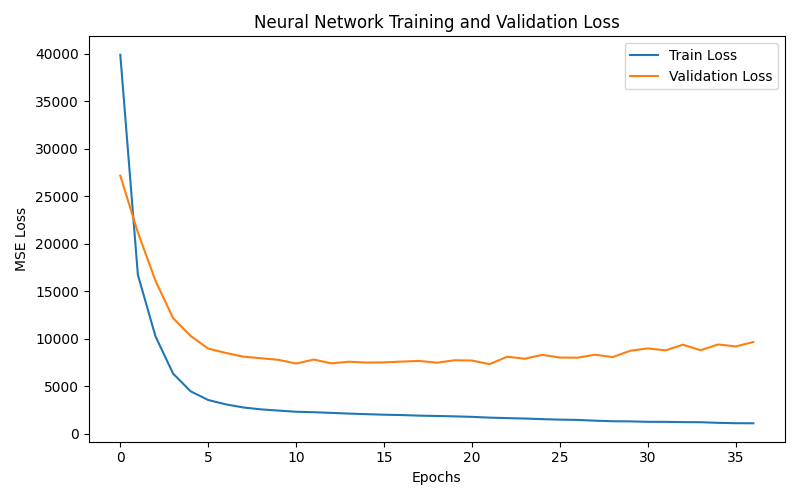 Neural Network Training and Validation Loss
Train Loss
Validation Loss
40000
35000
30000
25000
20000
15000
10000
5000
0
MSE Loss
0 5 10 15 20 25 30 35
Epochs